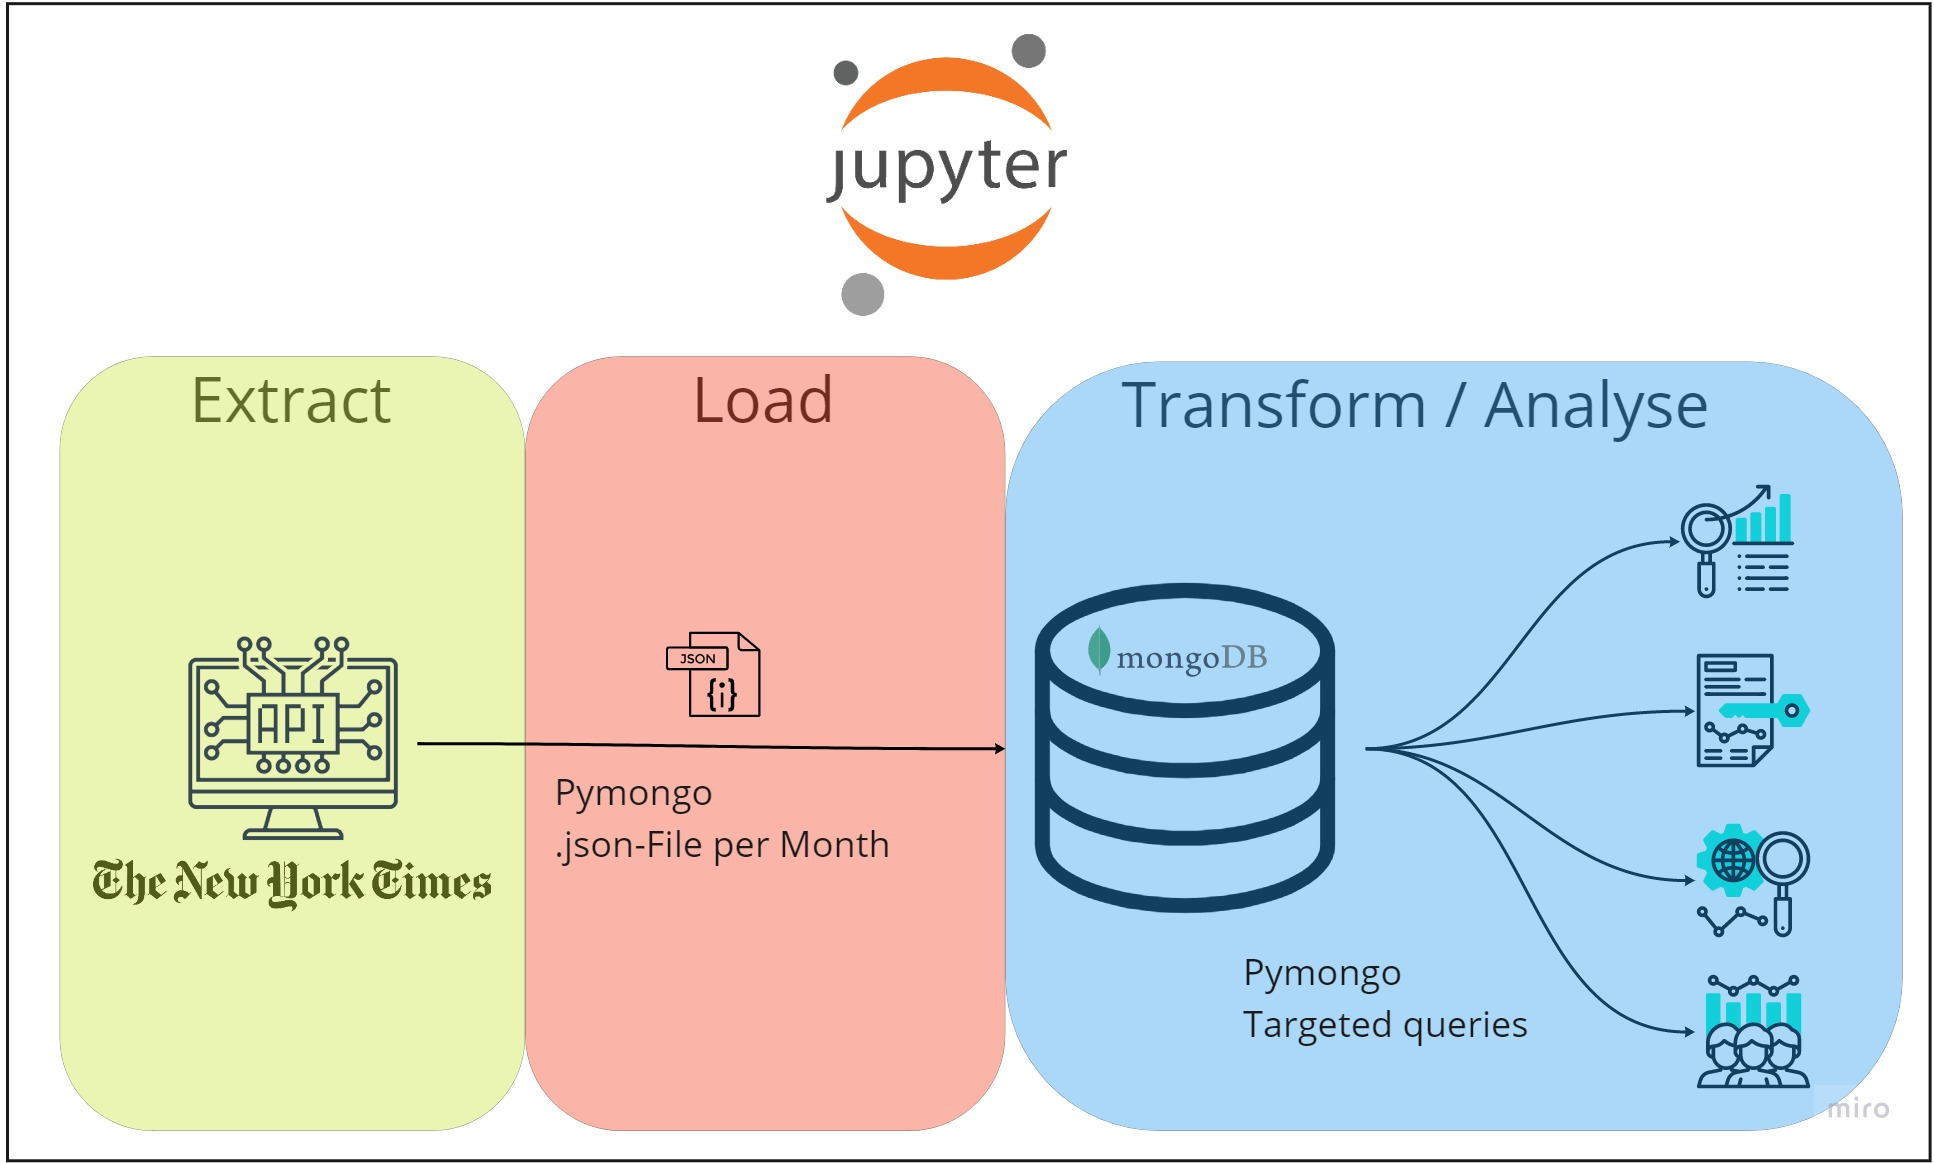 jupyter
Extract
Load
Transform / Analyse
JSON
{i}
mongoDB
API
Pymongo
.json-File per Month
The New York Times
Pymongo
Targeted queries
miro